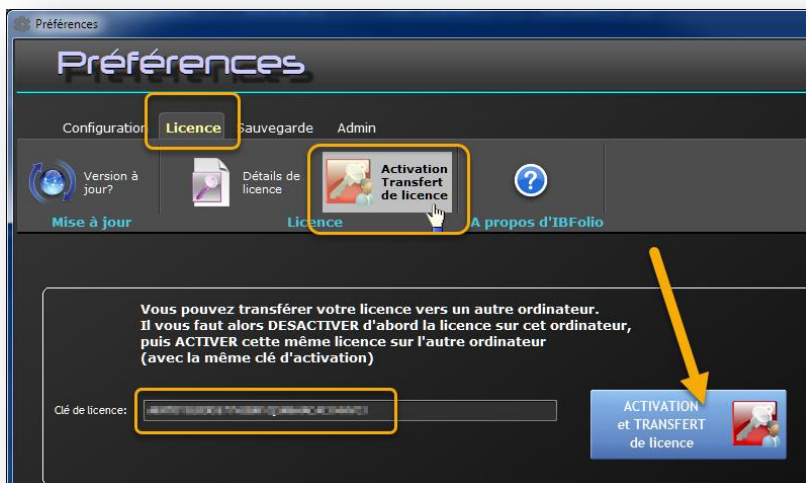 Préférences
Préférences
Configuration Licence Sauvegarde Admin
Version à
jour?
Mise à jour
Détails de
licence
Activation
Transfert
de licence
Licence
A propos d'IBFolio
Vous pouvez transférer votre licence vers un autre ordinateur.
Il vous faut alors DESACTIVER d'abord la licence sur cet ordinateur,
puis ACTIVER cette même licence sur l'autre ordinateur
(avec la même clé d'activation)
Clé de licence:
ACTIVATION
et TRANSFERT
de licence